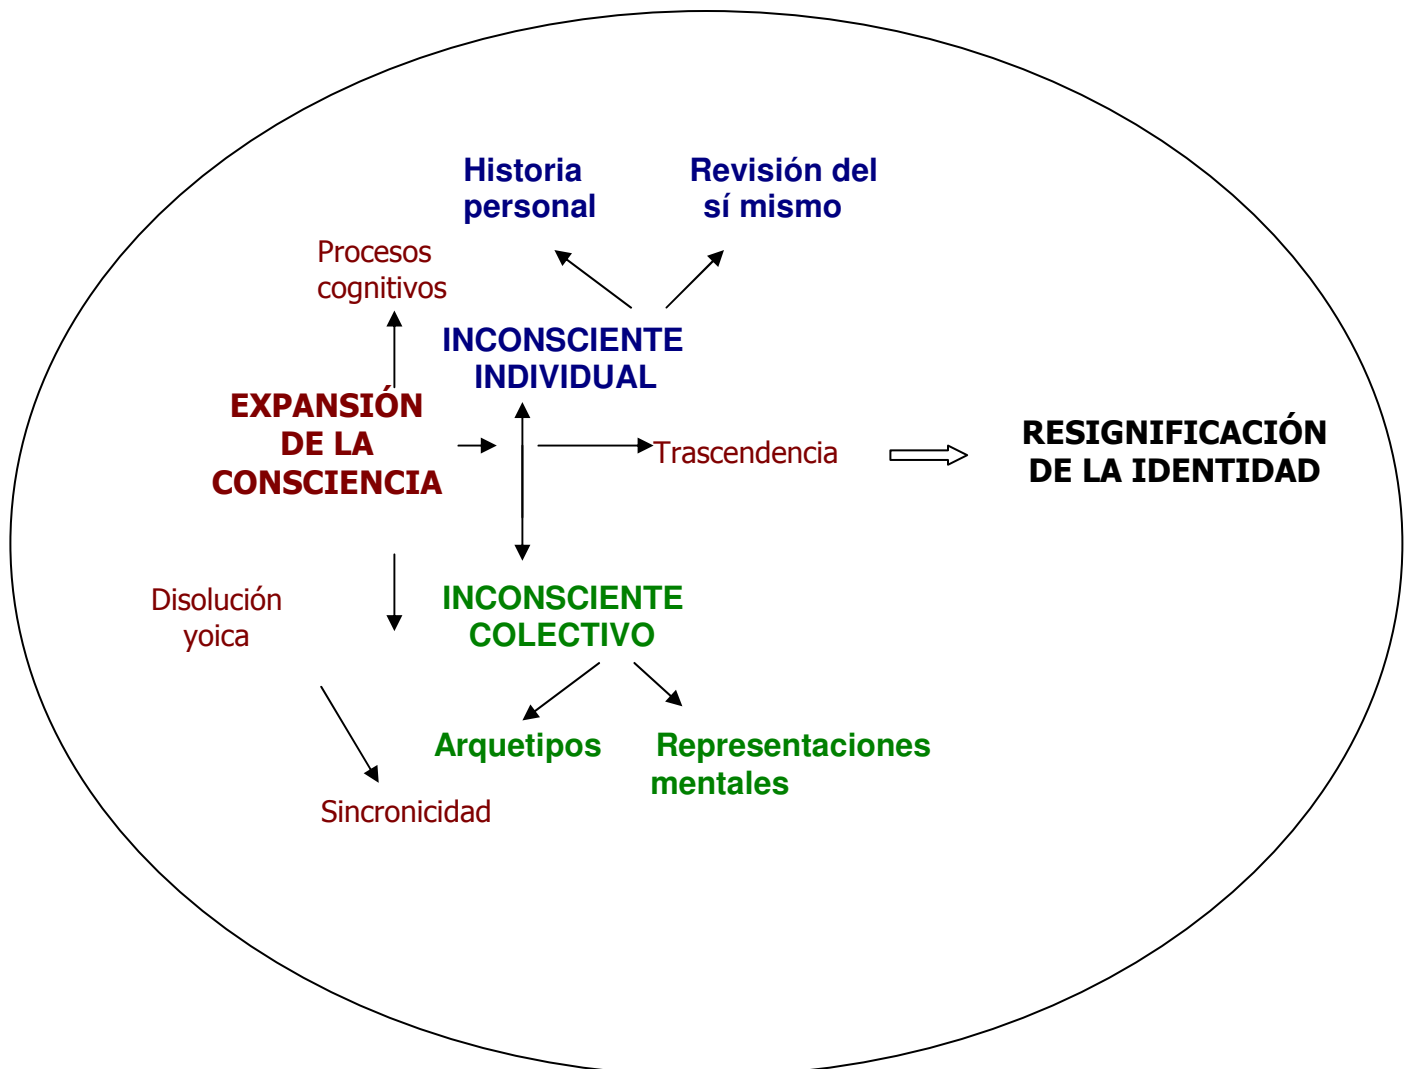 Historia
personal
Revisión del
sí mismo
Procesos
cognitivos
INCONSCIENTE
INDIVIDUAL
EXPANSIÓN
DE LA
CONSCIENCIA
Trascendencia
RESIGNIFICACIÓN
DE LA IDENTIDAD
Disolución
yoica
INCONSCIENTE
COLECTIVO
Arquetipos
Representaciones
mentales
Sincronicidad